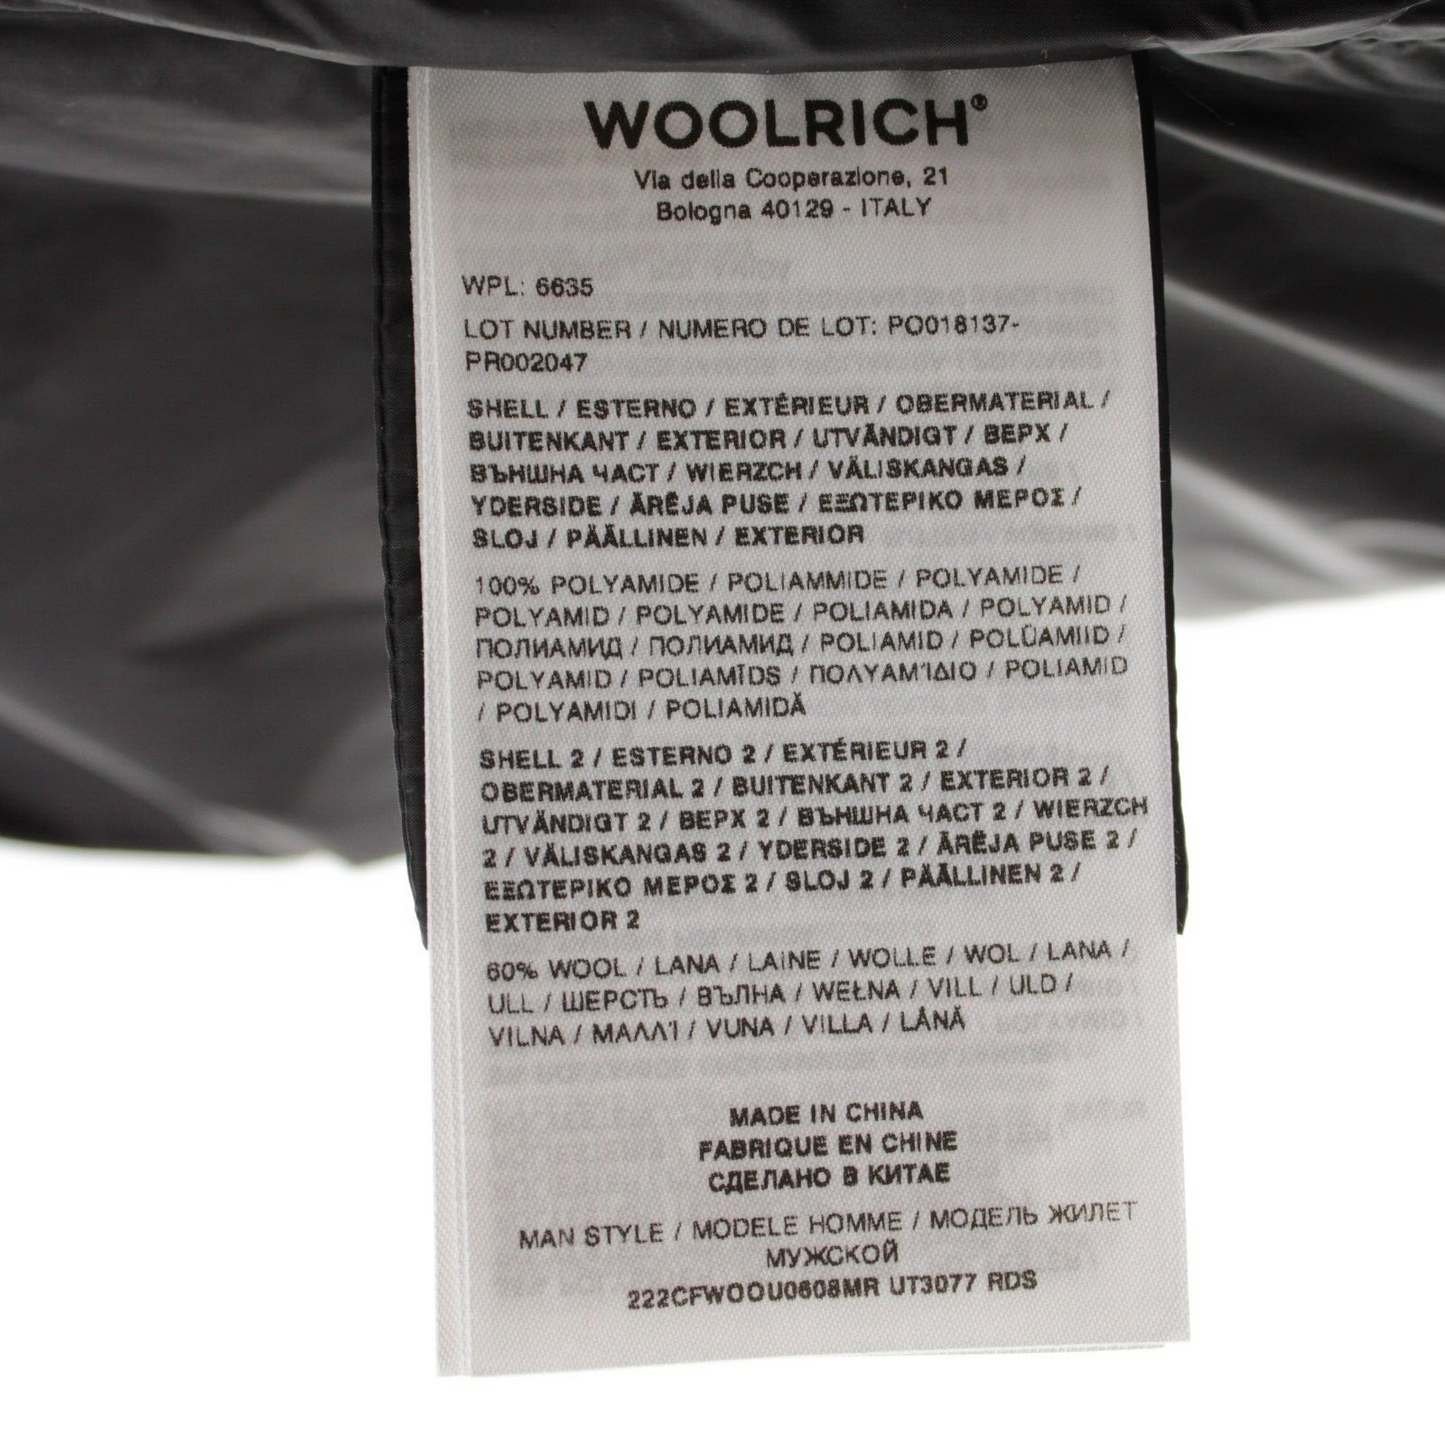 WOOLRICH®
Via della Cooperazione, 21
Bologna 40129 - ITALY
WPL: 6635
LOT NUMBER / NUMERO DE LOT: PO018137-
PR002047
SHELL / ESTERNO / EXTÉRIEUR / OBERMATERIAL /
BUITENKANT / EXTERIOR / UTVÄNDIGT / ВЕРХ /
ВЪНШНА ЧАСТ / WIERZCH / VÄLISKANGAS /
YDERSIDE / ĀRĒJA PUSE / ΕΞΩΤΕΡΙΚΟ ΜΕΡΟΣ /
SLOJ / PÄÄLLINEN / EXTERIOR
100% POLYAMIDE / POLIAMMIDE / POLYAMIDE /
POLYAMID / POLYAMIDE / POLIAMIDA / POLYAMID /
ПОЛИАМИД / ПОЛИАМИД / POLIAMID / POLÜAMIID /
POLYAMID / POLIAMĪDS / ΠΟΛΥΑΜΊΔΙΟ / POLIAMID
/ POLYAMIDI / POLIAMIDĂ
SHELL 2 / ESTERNO 2 / EXTÉRIEUR 2 /
OBERMATERIAL 2 / BUITENKANT 2 / EXTERIOR 2 /
UTVÄNDIGT 2 / ВЕРХ 2 / ВЪНШНА ЧАСТ 2 / WIERZCH
2 / VÄLISKANGAS 2 / YDERSIDE 2 / ĀRĒJA PUSE 2 /
ΕΞΩΤΕΡΙΚΟ ΜΕΡΟΣ 2 / SLOJ 2 / PÄÄLLINEN 2 /
EXTERIOR 2
60% WOOL / LANA / LAINE / WOLLE / WOL / LANA /
ULL / ШЕРСТЬ / ВЪЛНА / WEŁNA / VILL / ULD /
VILNA / ΜΑΛΛΊ / VUNA / VILLA / LÂNĂ
MADE IN CHINA
FABRIQUE EN CHINE
СДЕЛАНО В КИТАЕ
MAN STYLE / MODELE HOMME / МОДЕЛЬ ЖИЛЕТ
МУЖСКОЙ
222CFWOOU0608MR UT3077 RDS